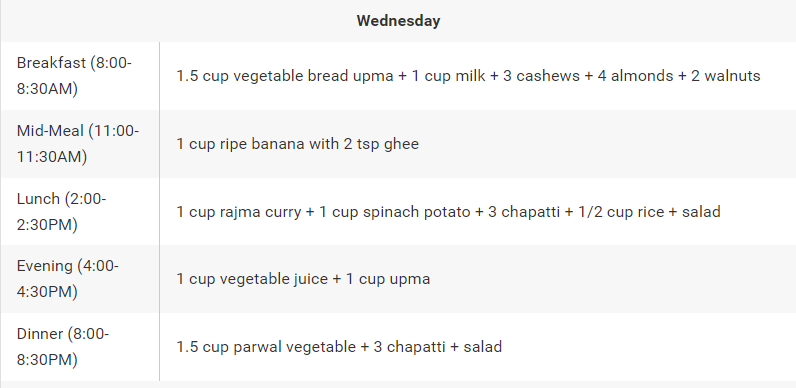 Wednesday
Breakfast (8:00-
8:30AM)
1.5 cup vegetable bread upma + 1 cup milk + 3 cashews + 4 almonds + 2 walnuts
Mid-Meal (11:00-
11:30AM)
1 cup ripe banana with 2 tsp ghee
Lunch (2:00-
2:30PM)
1 cup rajma curry + 1 cup spinach potato + 3 chapatti + 1/2 cup rice + salad
Evening (4:00-
4:30PM)
1 cup vegetable juice + 1 cup upma
Dinner (8:00-
8:30PM)
1.5 cup parwal vegetable + 3 chapatti + salad